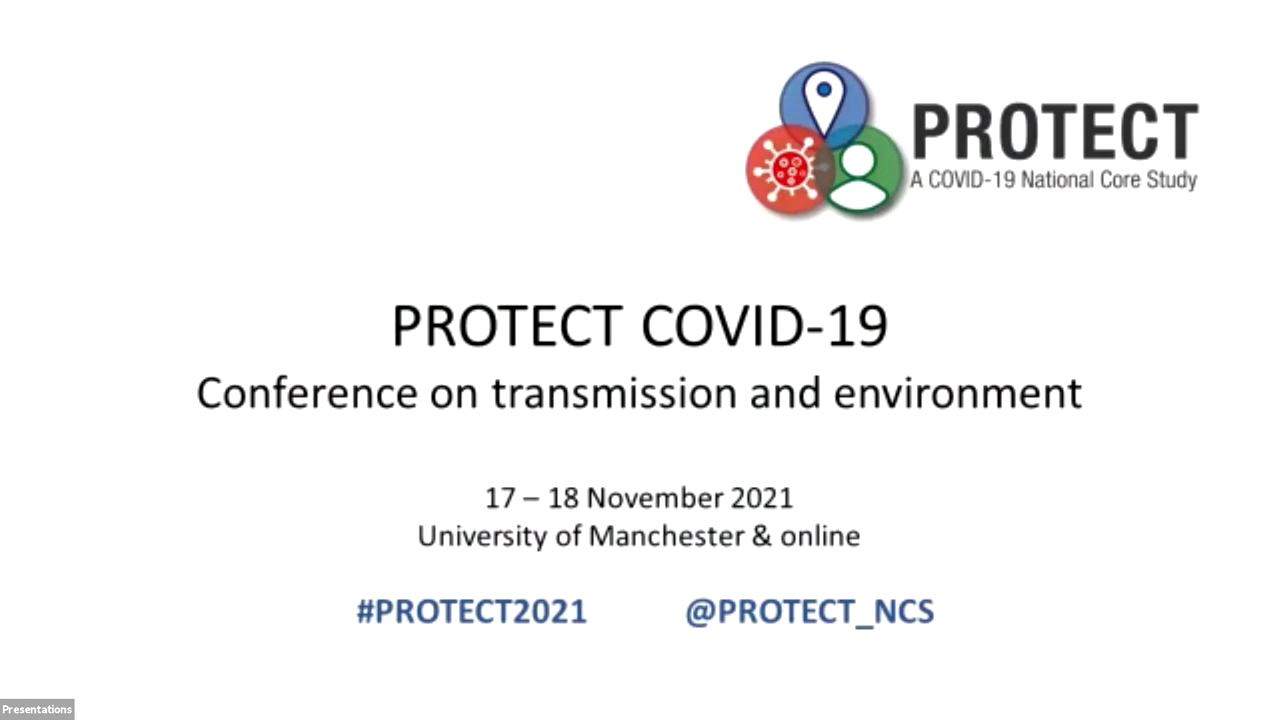 PROTECT
A COVID-19 National Core Study
PROTECT COVID-19
Conference on transmission and environment
17 – 18 November 2021
University of Manchester & online
#PROTECT2021 @PROTECT_NCS
Presentations